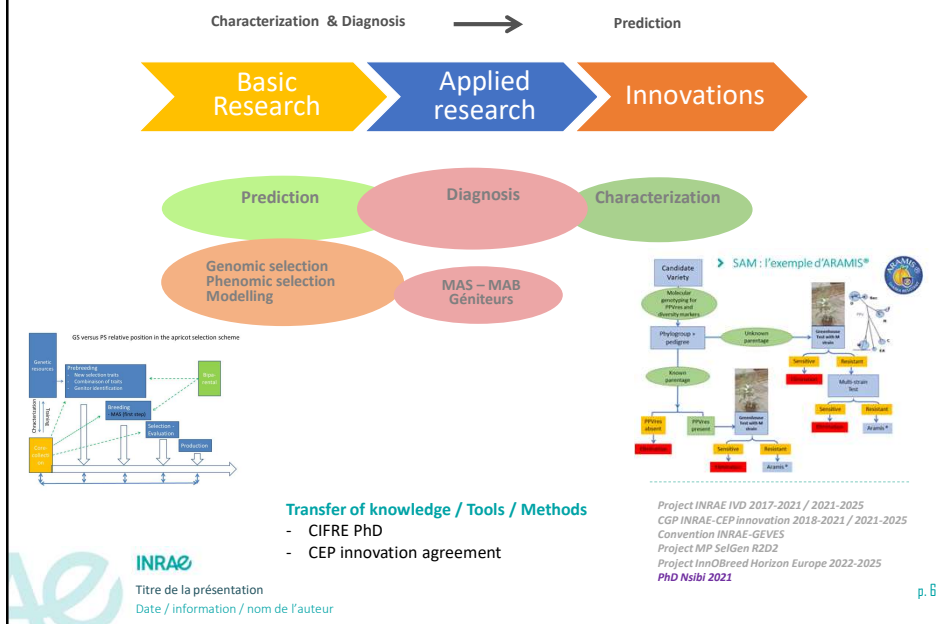 Characterization & Diagnosis
Prediction
Basic
Research
Applied
research
Innovations
Prediction
Diagnosis
Characterization
Genomic selection
Phenomic selection
Modelling
MAS – MAB
Géniteurs
GS versus PS relative position in the apricot selection scheme
Genetic
resources
Prebreeding
- New selection traits
- Combination of traits
- Genitor identification
Breeding
- MAS (first step)
Selection -
Evaluation
Production
Characterization
Training
Core-
collecti
on
SAM : l'exemple d'ARAMIS®
ARAMIS®
Candidate
Variety
Molecular
genotyping for
PPVres and
diversity markers
Phylogroup +
pedigree
Unknown
parentage
Greenhouse
Test with M
strain
Known
parentage
Sensitive
Resistant
Multi-strain
Test
Sensitive
Resistant
Aramis ®
PPVres
absent
PPVres
present
Greenhouse
Test with M
strain
Sensitive
Resistant
Aramis ®
Transfer of knowledge / Tools / Methods
- CIFRE PhD
- CEP innovation agreement
Project INRAE IVD 2017-2021 / 2021-2025
CGP INRAE-CEP innovation 2018-2021 / 2021-2025
Convention INRAE-GEVES
Project MP SelGen R2D2
Project InnOBreed Horizon Europe 2022-2025
PhD Nsibi 2021
INRAE
Titre de la présentation
Date / information / nom de l'auteur
p. 6